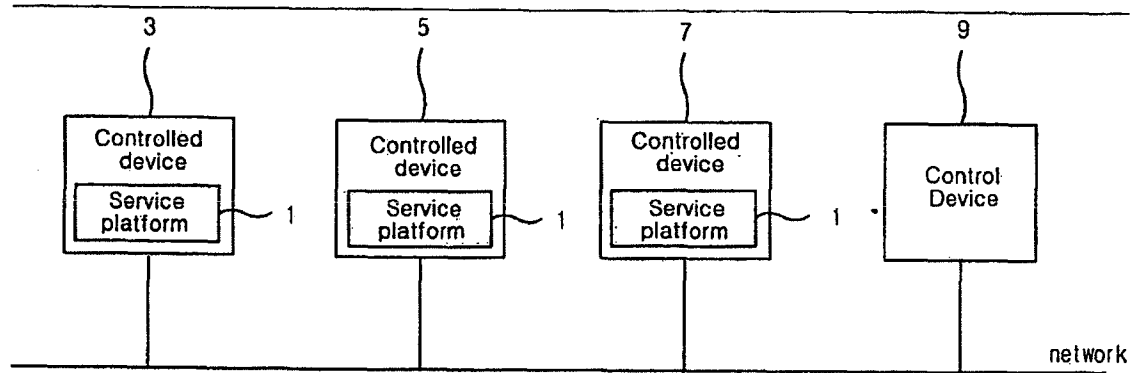 3
5
7
9
Controlled
device
Service
platform
1
Controlled
device
Service
platform
1
Controlled
device
Service
platform
1
Control
Device
network